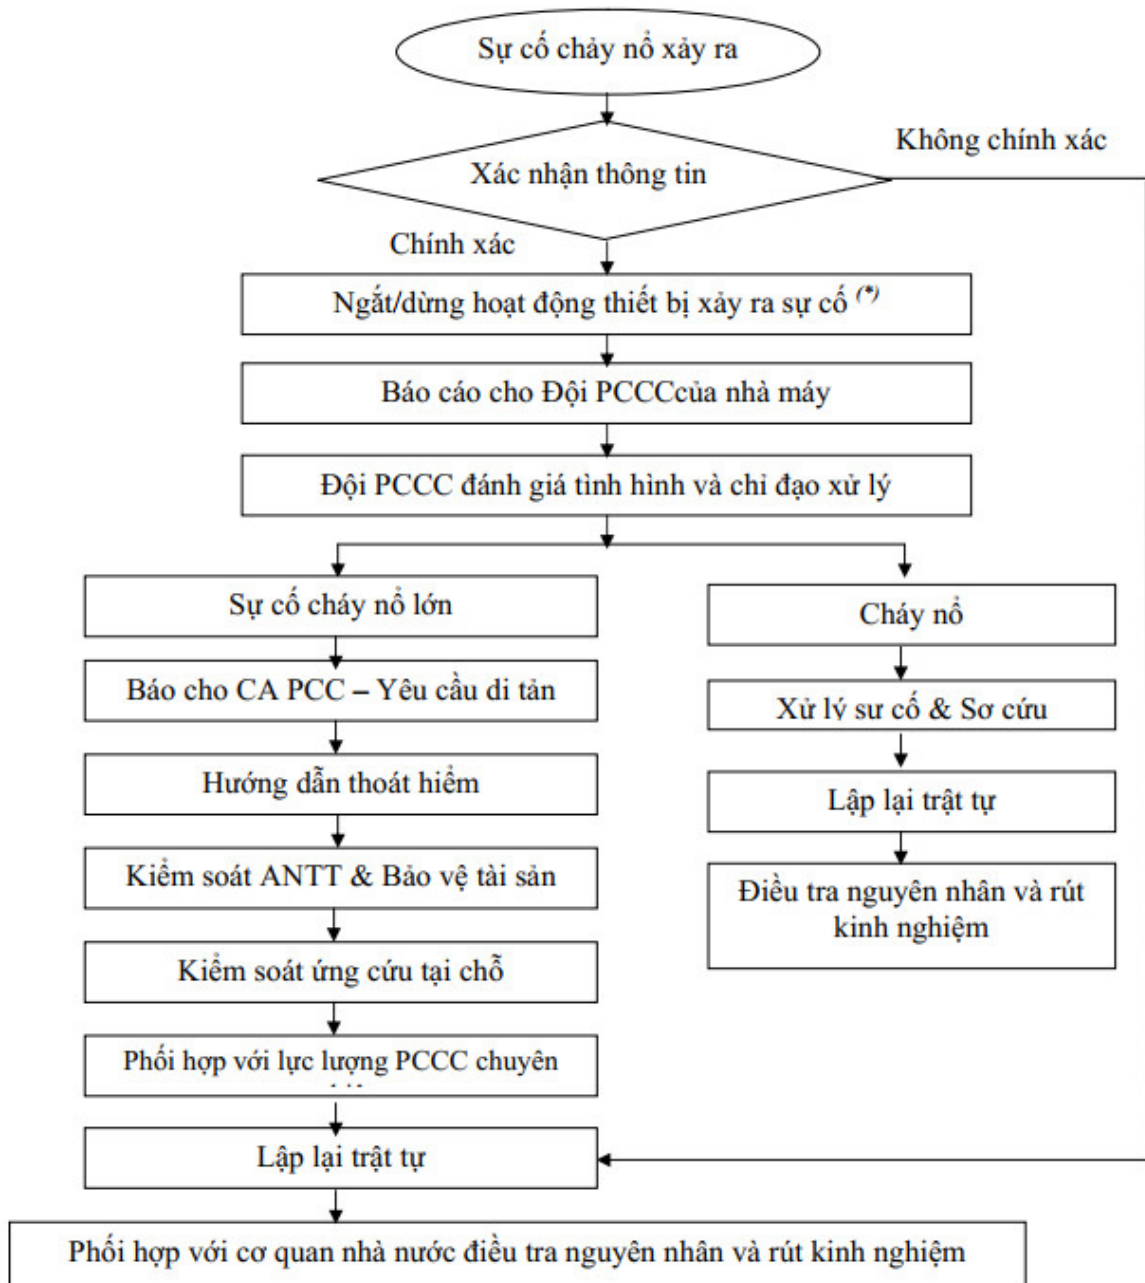 Sự cố chảy nổ xảy ra
Không chính xác
Xác nhận thông tin
Chính xác
Ngắt/dừng hoạt động thiết bị xảy ra sự cố (*)
Báo cáo cho Đội PCCCcủa nhà máy
Đội PCCC đánh giá tình hình và chỉ đạo xử lý
Sự cố cháy nổ lớn
Báo cho CA PCC – Yêu cầu di tản
Hướng dẫn thoát hiểm
Kiểm soát ANTT & Bảo vệ tài sản
Kiểm soát ứng cứu tại chỗ
Phối hợp với lực lượng PCCC chuyên
Lập lại trật tự
Cháy nổ
Xử lý sự cố & Sơ cứu
Lập lại trật tự
Điều tra nguyên nhân và rút
kinh nghiệm
Phối hợp với cơ quan nhà nước điều tra nguyên nhân và rút kinh nghiệm